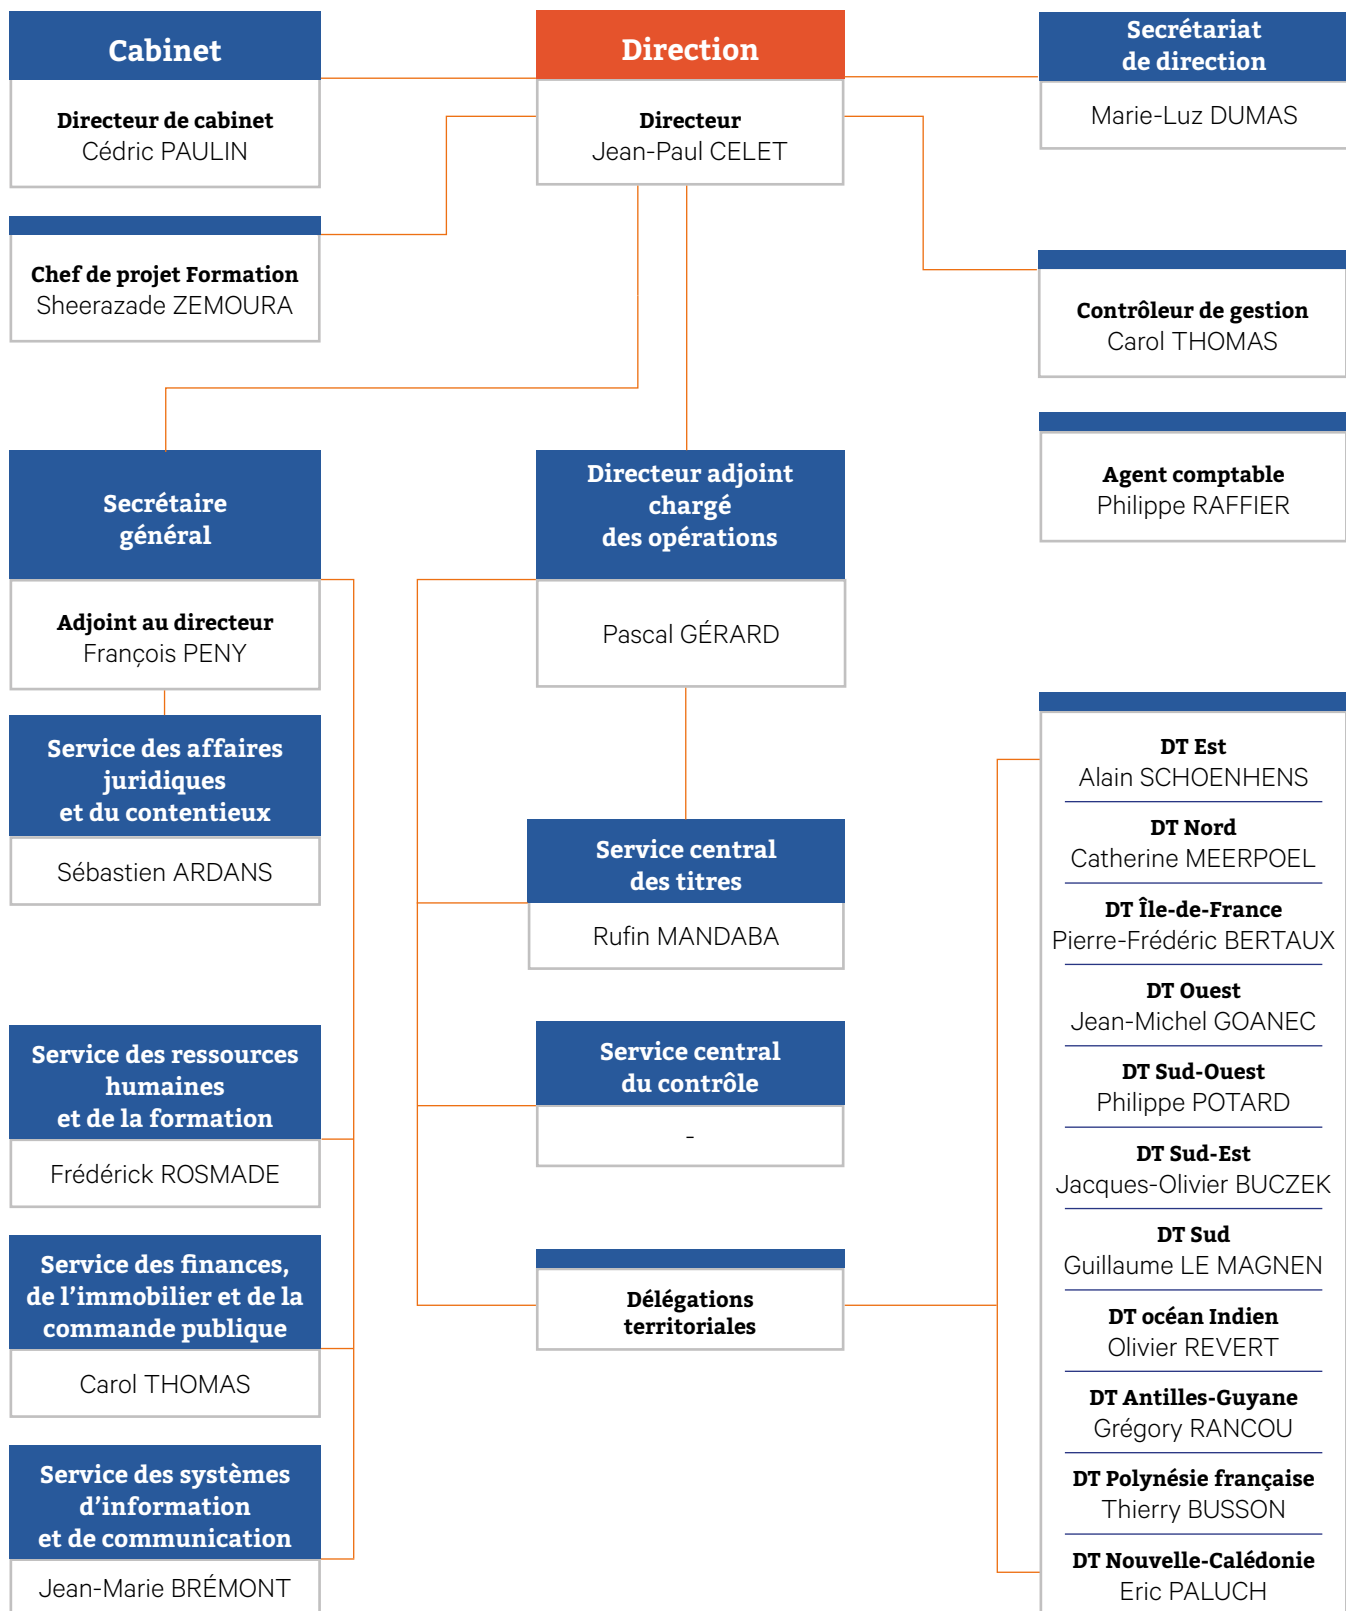 Cabinet
Directeur de cabinet
Cédric PAULIN
Direction
Directeur
Jean-Paul CELET
Secrétariat
de direction
Marie-Luz DUMAS
Chef de projet Formation
Sheerazade ZEMOURA
Contrôleur de gestion
Carol THOMAS
Agent comptable
Philippe RAFFIER
Secrétaire
général
Adjoint au directeur
François PENY
Directeur adjoint
chargé
des opérations
Pascal GÉRARD
Service des affaires
juridiques
et du contentieux
Sébastien ARDANS
Service des ressources
humaines
et de la formation
Frédérick ROSMADE
Service des finances,
de l'immobilier et de la
commande publique
Carol THOMAS
Service des systèmes
d'information
et de communication
Jean-Marie BRÉMONT
Service central
des titres
Rufin MANDABA
Service central
du contrôle
-
Délégations
territoriales
DT Est
Alain SCHOENHENS
DT Nord
Catherine MEERPOEL
DT Île-de-France
Pierre-Frédéric BERTAUX
DT Ouest
Jean-Michel GOANEC
DT Sud-Ouest
Philippe POTARD
DT Sud-Est
Jacques-Olivier BUCZEK
DT Sud
Guillaume LE MAGNEN
DT océan Indien
Olivier REVERT
DT Antilles-Guyane
Grégory RANCOU
DT Polynésie française
Thierry BUSSON
DT Nouvelle-Calédonie
Eric PALUCH